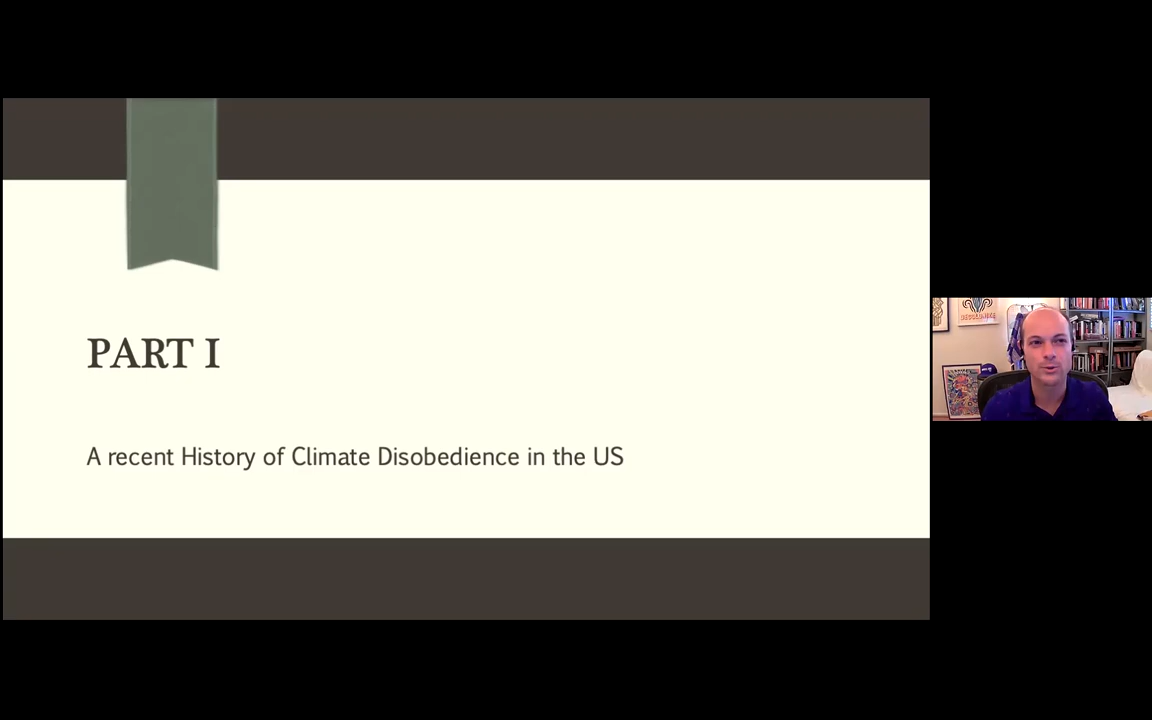 PART I
A recent History of Climate Disobedience in the US